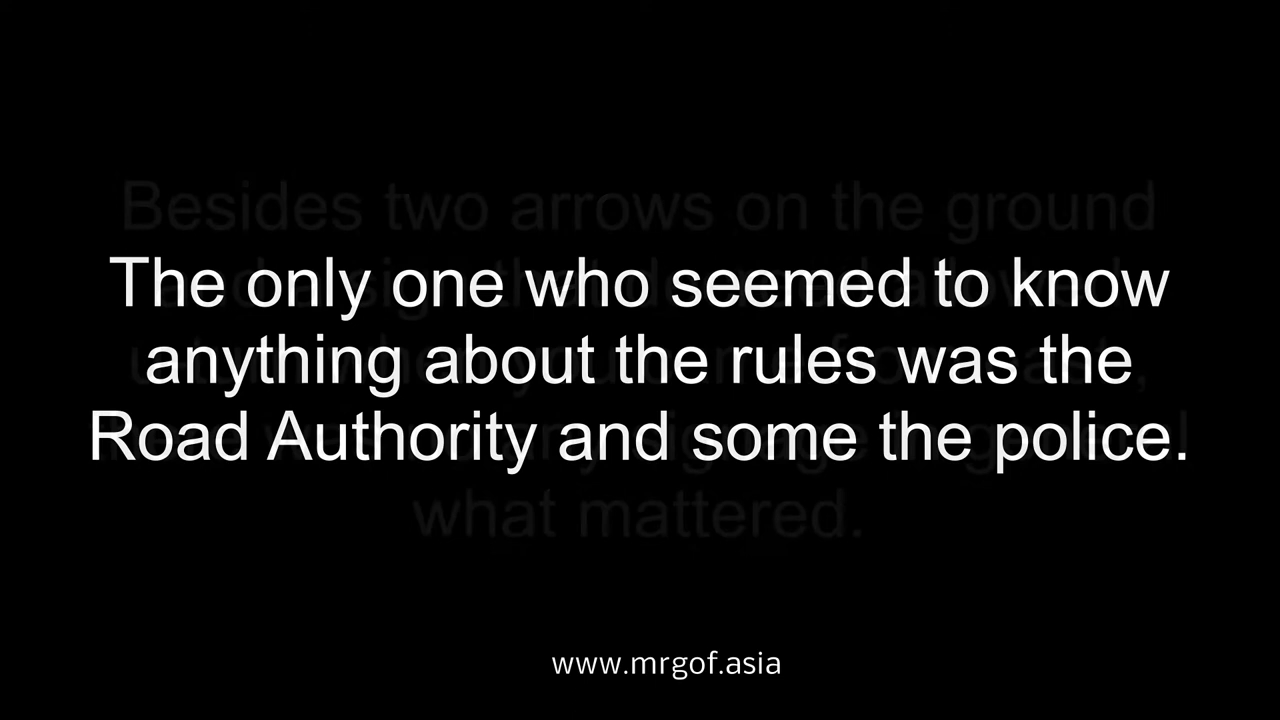 Besides two arrows on the ground
The only one who seemed to know
anything about the rules was the
Road Authority and some the police.
what mattered.
www.mrgof.asia